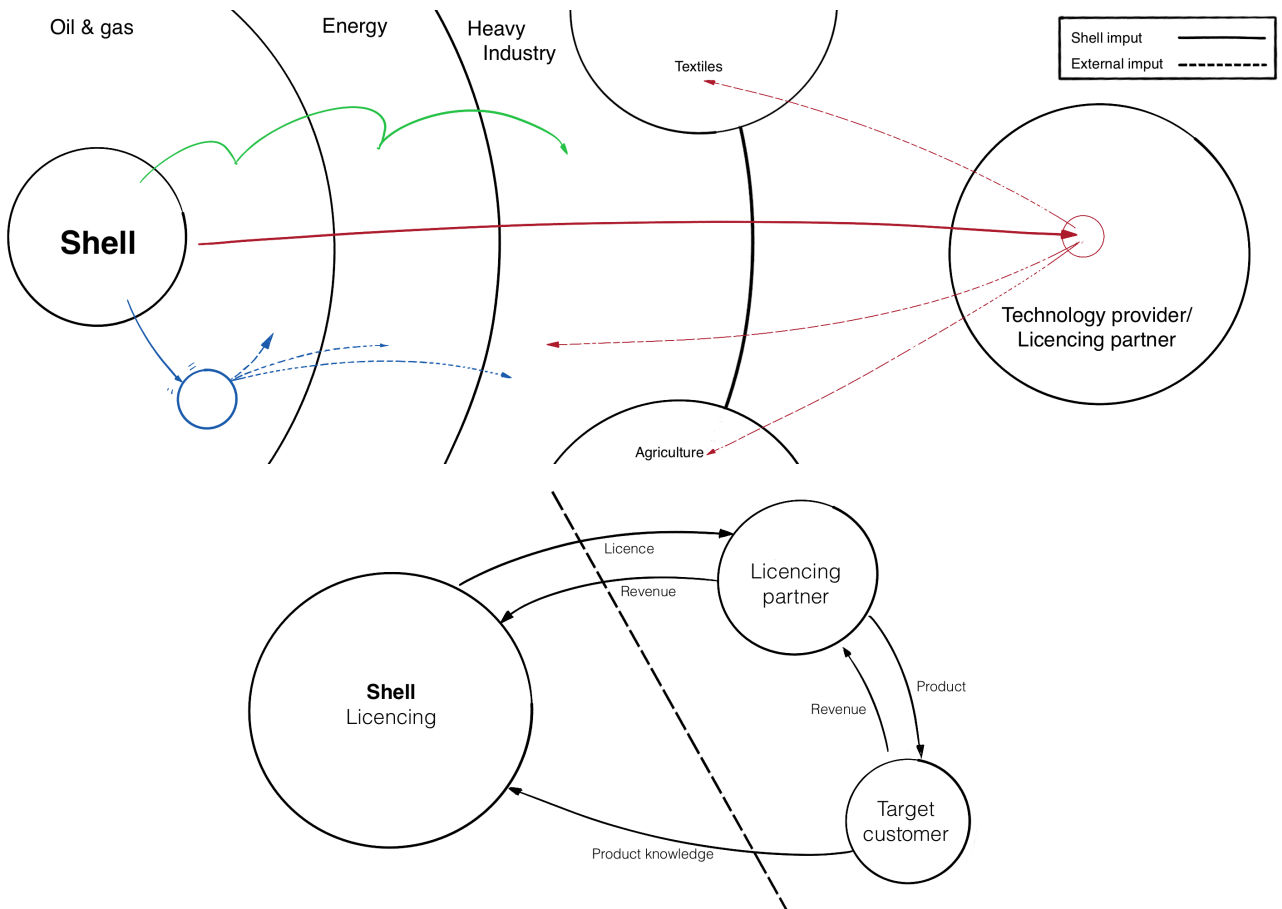 Oil & gas
Energy
Heavy
Industry
Textiles
Shell imput
External imput
Shell
Technology provider/
Licencing partner
Agriculture
Licence
Revenue
Licencing
partner
Shell
Licencing
Product
Revenue
Target
customer
Product knowledge